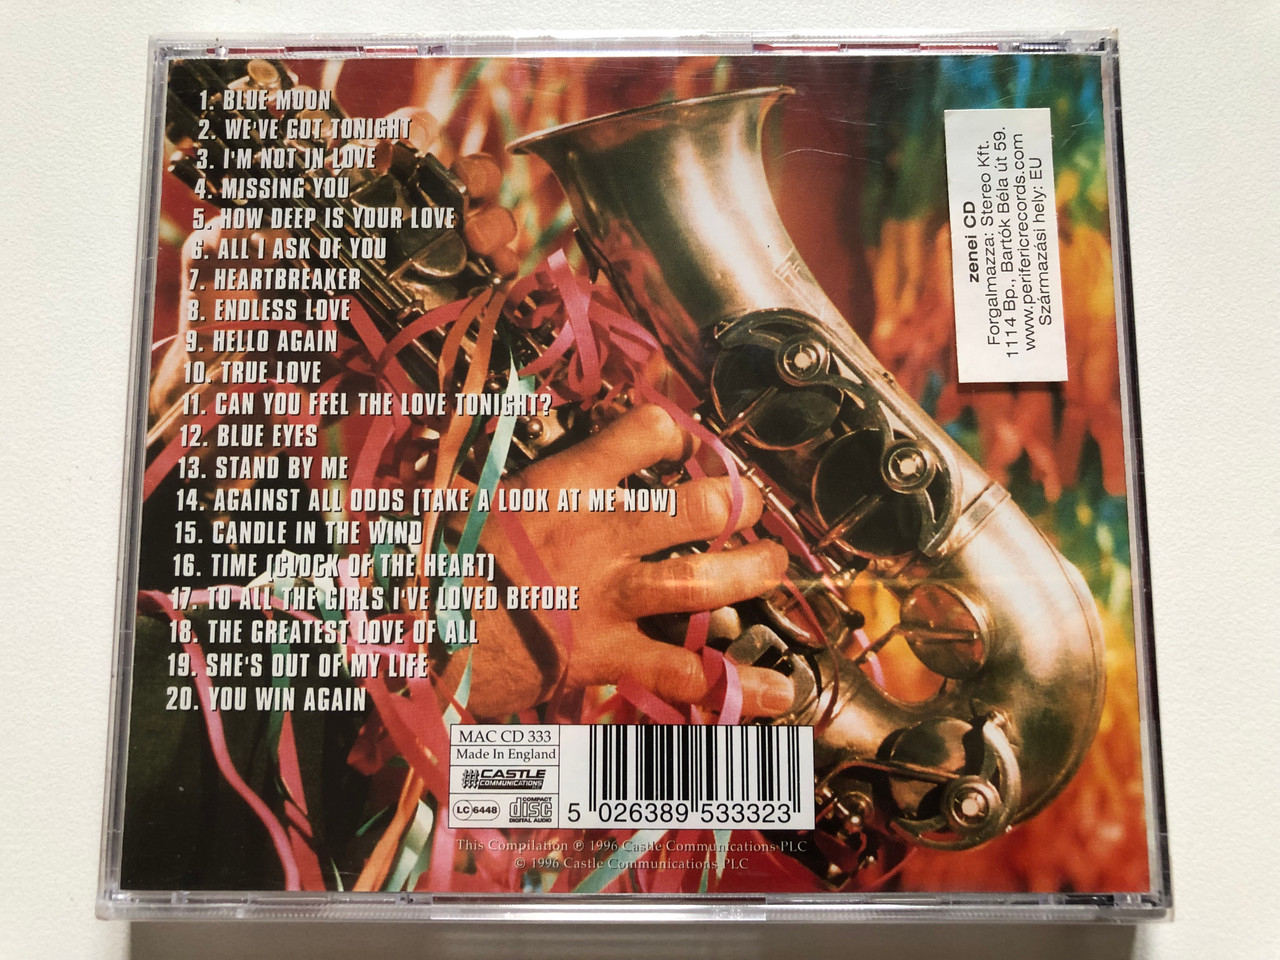 1. BLUE MOON
2. WE'VE GOT TONIGHT
3. I'M NOT IN LOVE
4. MISSING YOU
5. HOW DEEP IS YOUR LOVE
6. ALL I ASK OF YOU
7. HEARTBREAKER
8. ENDLESS LOVE
9. HELLO AGAIN
10. TRUE LOVE
11. CAN YOU FEEL THE LOVE TONIGHT?
12. BLUE EYES
13. STAND BY ME
14. AGAINST ALL ODDS (TAKE A LOOK AT ME NOW)
15. CANDLE IN THE WIND
16. TIME (CLOCK OF THE HEART)
17. TO ALL THE GIRLS I'VE LOVED BEFORE
18. THE GREATEST LOVE OF ALL
19. SHE'S OUT OF MY LIFE
20. YOU WIN AGAIN
zenei CD
Forgalmazza: Stereo Kft.
1114 Bp., Bartók Béla út 59.
www.perifericrecords.com
Származási hely: EU
MAC CD 333
Made In England
CASTLE
COMMUNICATIONS
LC 6448
COMPACT
disc
DIGITAL AUDIO
5 026389 533323
This Compilation ℗ 1996 Castle Communications PLC
© 1996 Castle Communications PLC